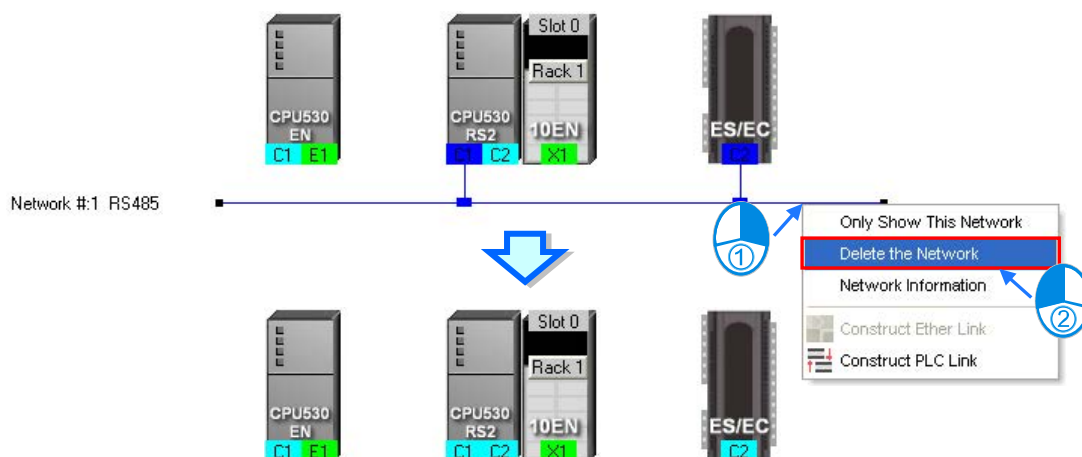 Slot 0
Rack 1
CPU530
EN
CPU530
RS2
10EN
ES/EC
C1 E1
C1 C2
X1
C2
Network #:1 RS485
Only Show This Network
Delete the Network
Network Information
Construct Ether Link
Construct PLC Link
①
②
Slot 0
Rack 1
CPU530
EN
CPU530
RS2
10EN
ES/EC
C1 E1
C1 C2
X1
C2